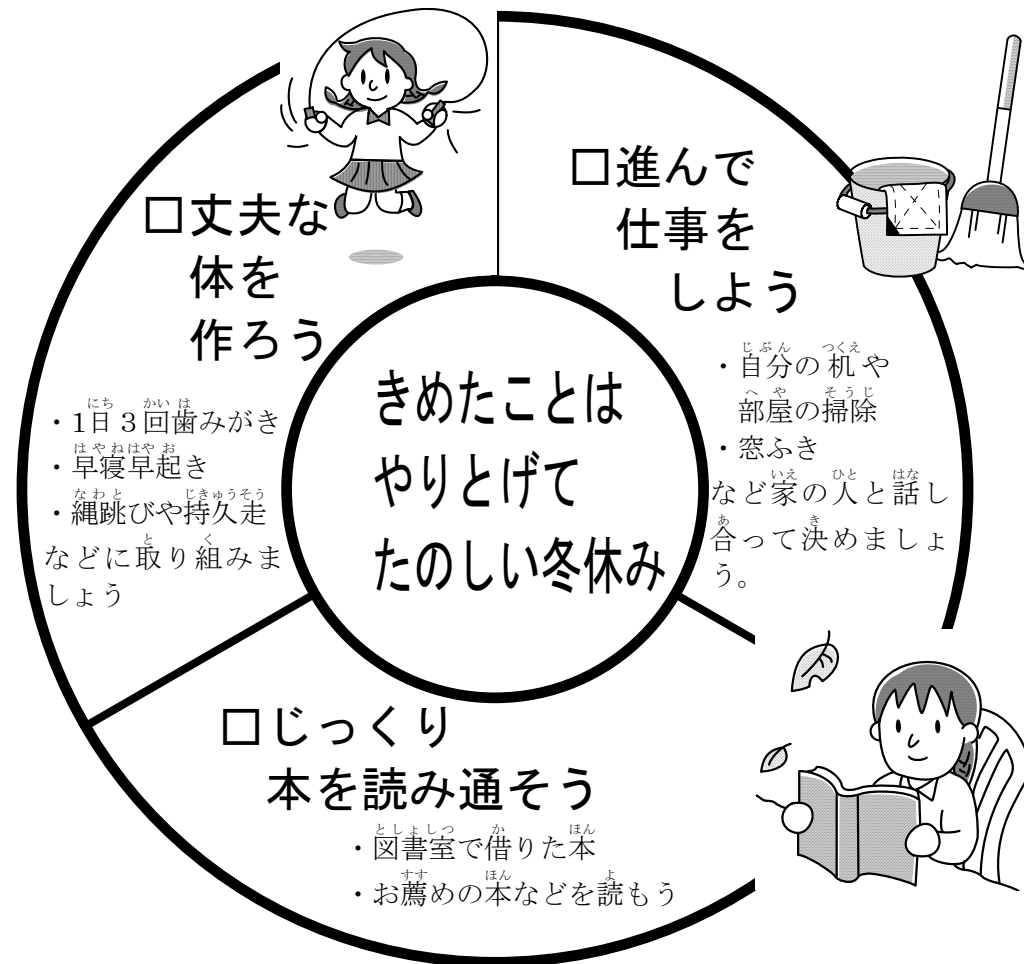 □丈夫な
体を
作ろう
・1日3回歯みがき
・早寝早起き
・縄跳びや持久走
などに取り組みま
しょう
□進んで
仕事を
しよう
・自分の机や
部屋の掃除
・窓ふき
など家の人と話し
合って決めましょ
う。
きめたことは
やりとげて
たのしい冬休み
□じっくり
本を読み通そう
・図書室で借りた本
・お薦めの本などを読もう